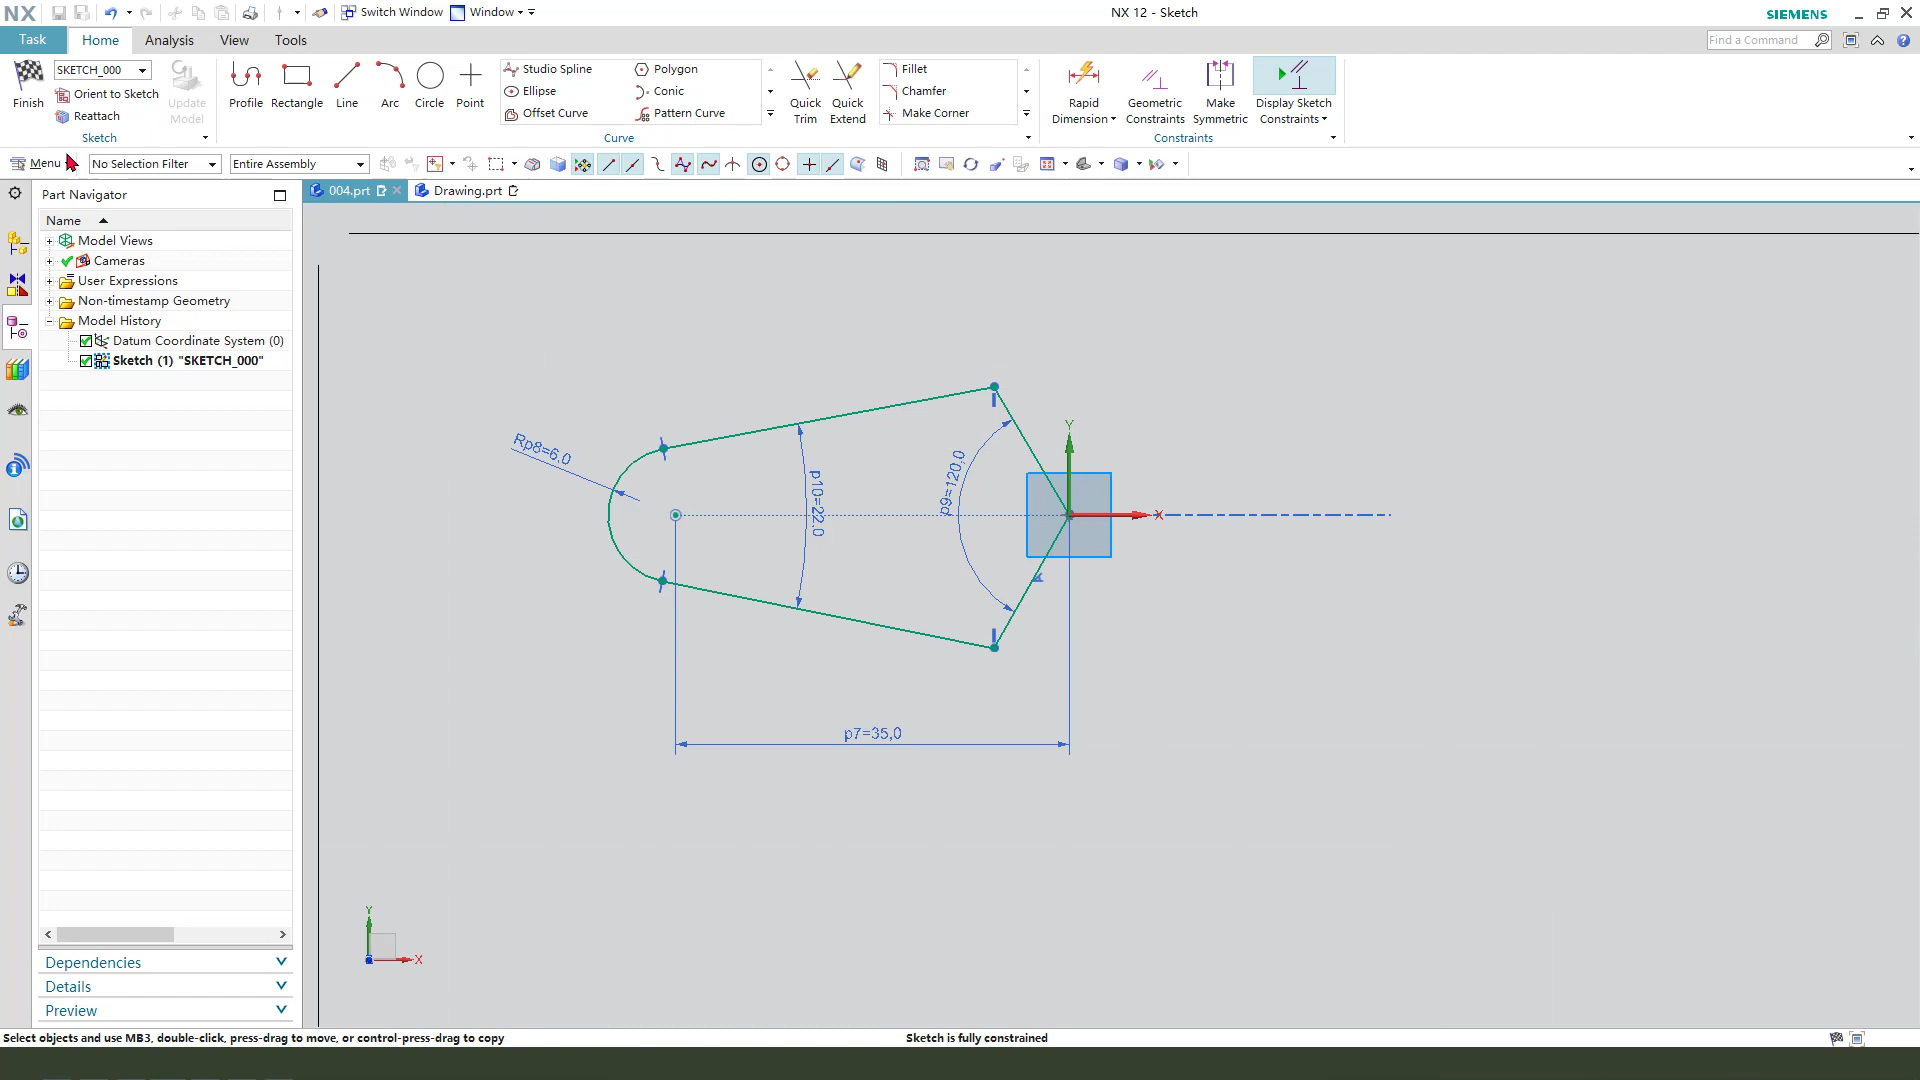 NX
Switch Window
Window
NX 12 - Sketch
SIEMENS
Task
Home
Analysis
View
Tools
Find a Command
Finish
SKETCH_000
Orient to Sketch
Reattach
Update Model
Sketch
Profile
Rectangle
Line
Arc
Circle
Point
Studio Spline
Ellipse
Offset Curve
Polygon
Conic
Pattern Curve
Curve
Quick Trim
Quick Extend
Fillet
Chamfer
Make Corner
Rapid Dimension
Geometric Constraints
Make Symmetric
Display Sketch Constraints
Constraints
Menu
No Selection Filter
Entire Assembly
Part Navigator
004.prt
Drawing.prt
Name
Model Views
Cameras
User Expressions
Non-timestamp Geometry
Model History
Datum Coordinate System (0)
Sketch (1) "SKETCH_000"
Rp8=6,0
p10=22,0
p9=120,0
Y
X
p7=35,0
Y
X
Dependencies
Details
Preview
Select objects and use MB3, double-click, press-drag to move, or control-press-drag to copy
Sketch is fully constrained